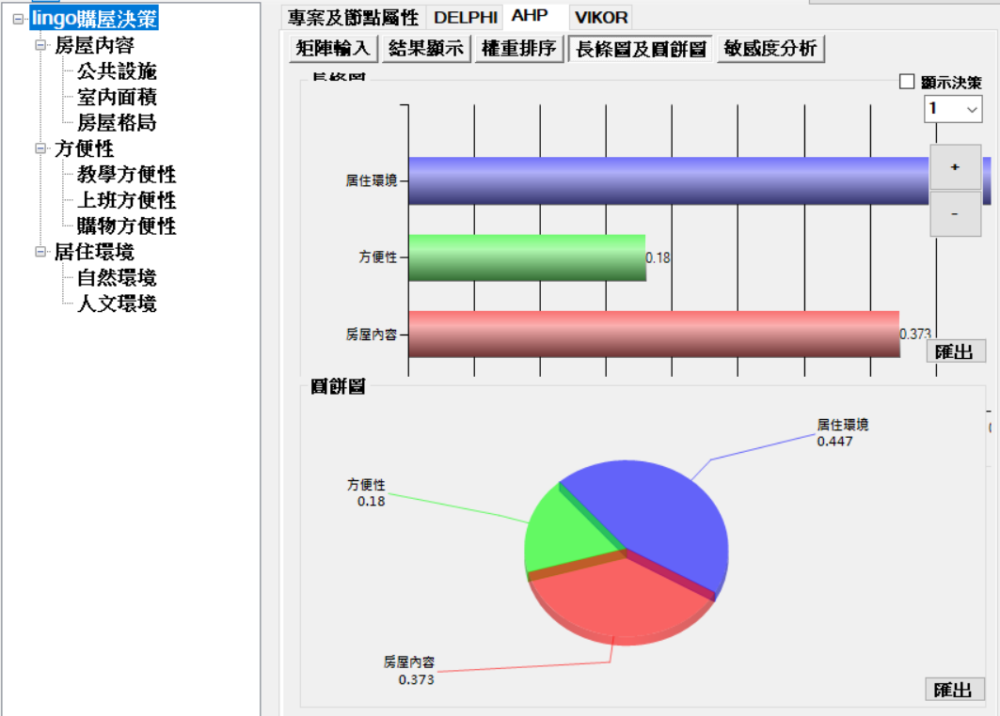 lingo購屋決策
房屋內容
公共設施
室內面積
房屋格局
方便性
教學方便性
上班方便性
購物方便性
居住環境
自然環境
人文環境
專案及節點屬性 DELPHI AHP VIKOR
矩陣輸入 結果顯示 權重排序 長條圖及圓餅圖 敏感度分析
長條圖
顯示決策
1
+
-
居住環境
方便性
0.18
房屋內容
0.373
匯出
圓餅圖
居住環境
0.447
方便性
0.18
房屋內容
0.373
匯出